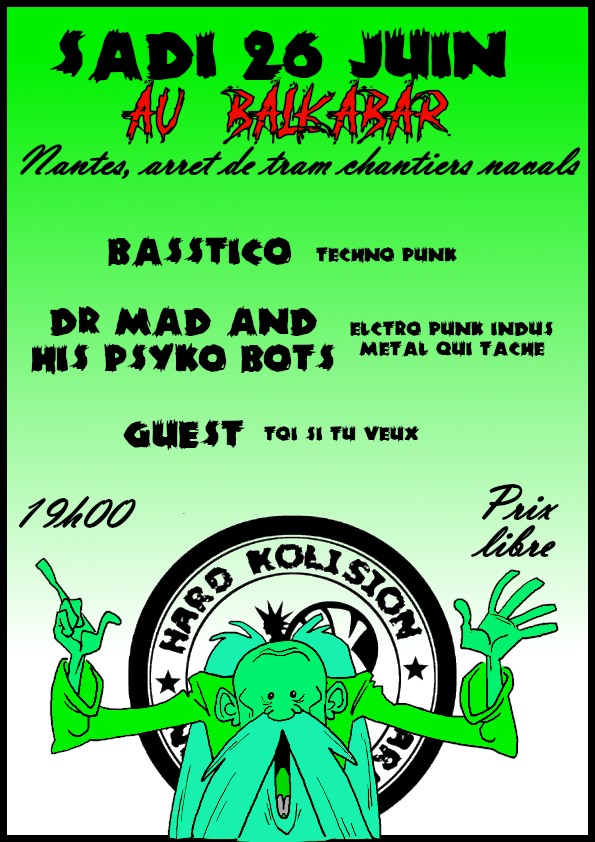 SADI 26 JUIN
AU BALKABAR
Nantes, arret de tram chantiers navals
BASSTICO TECHNO PUNK
DR MAD AND
HIS PSYKO BOTS
ELCTRO PUNK INDUS
METAL QUI TACHE
GUEST TOI SI TU VEUX
19h00
Prix
libre
HARD KOLISION